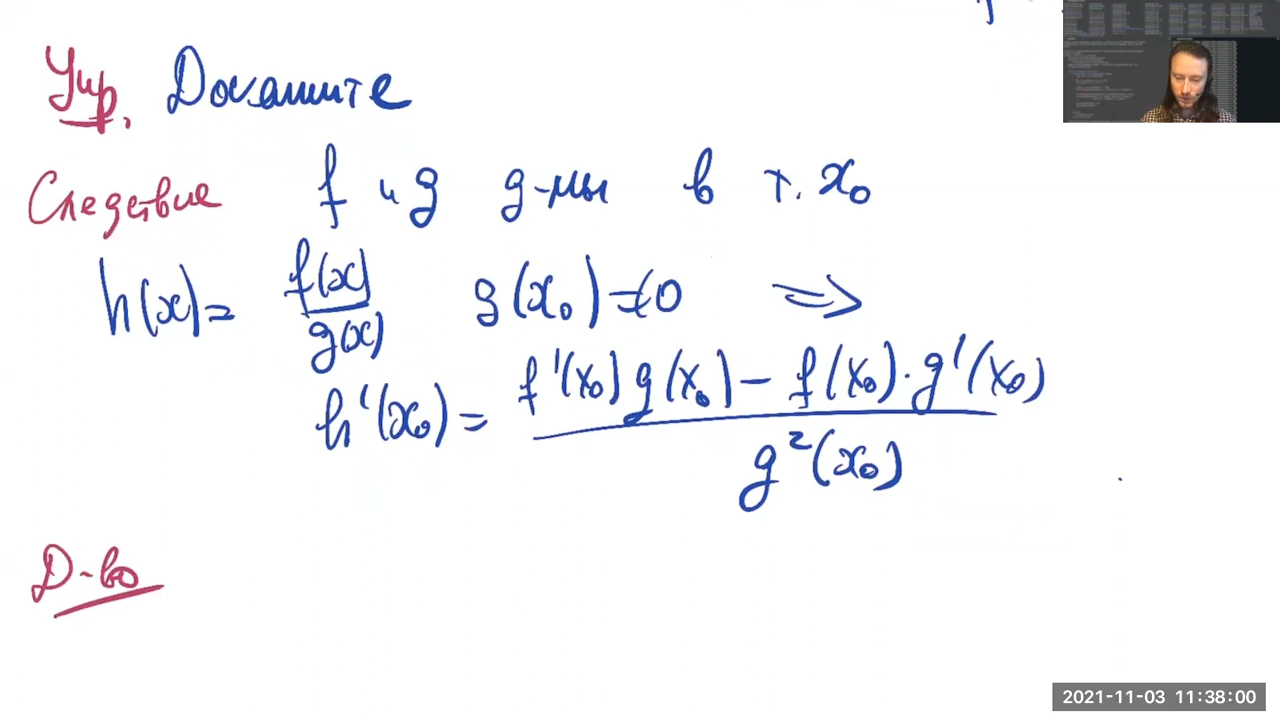 Упр. Докажите
Следствие f и g д-мы в т. x₀
h(x) = f(x)/g(x) g(x₀) ≠ 0 ⇒
h'(x₀) = (f'(x₀) g(x₀) − f(x₀) · g'(x₀)) / g²(x₀)
Д-во
2021-11-03 11:38:00